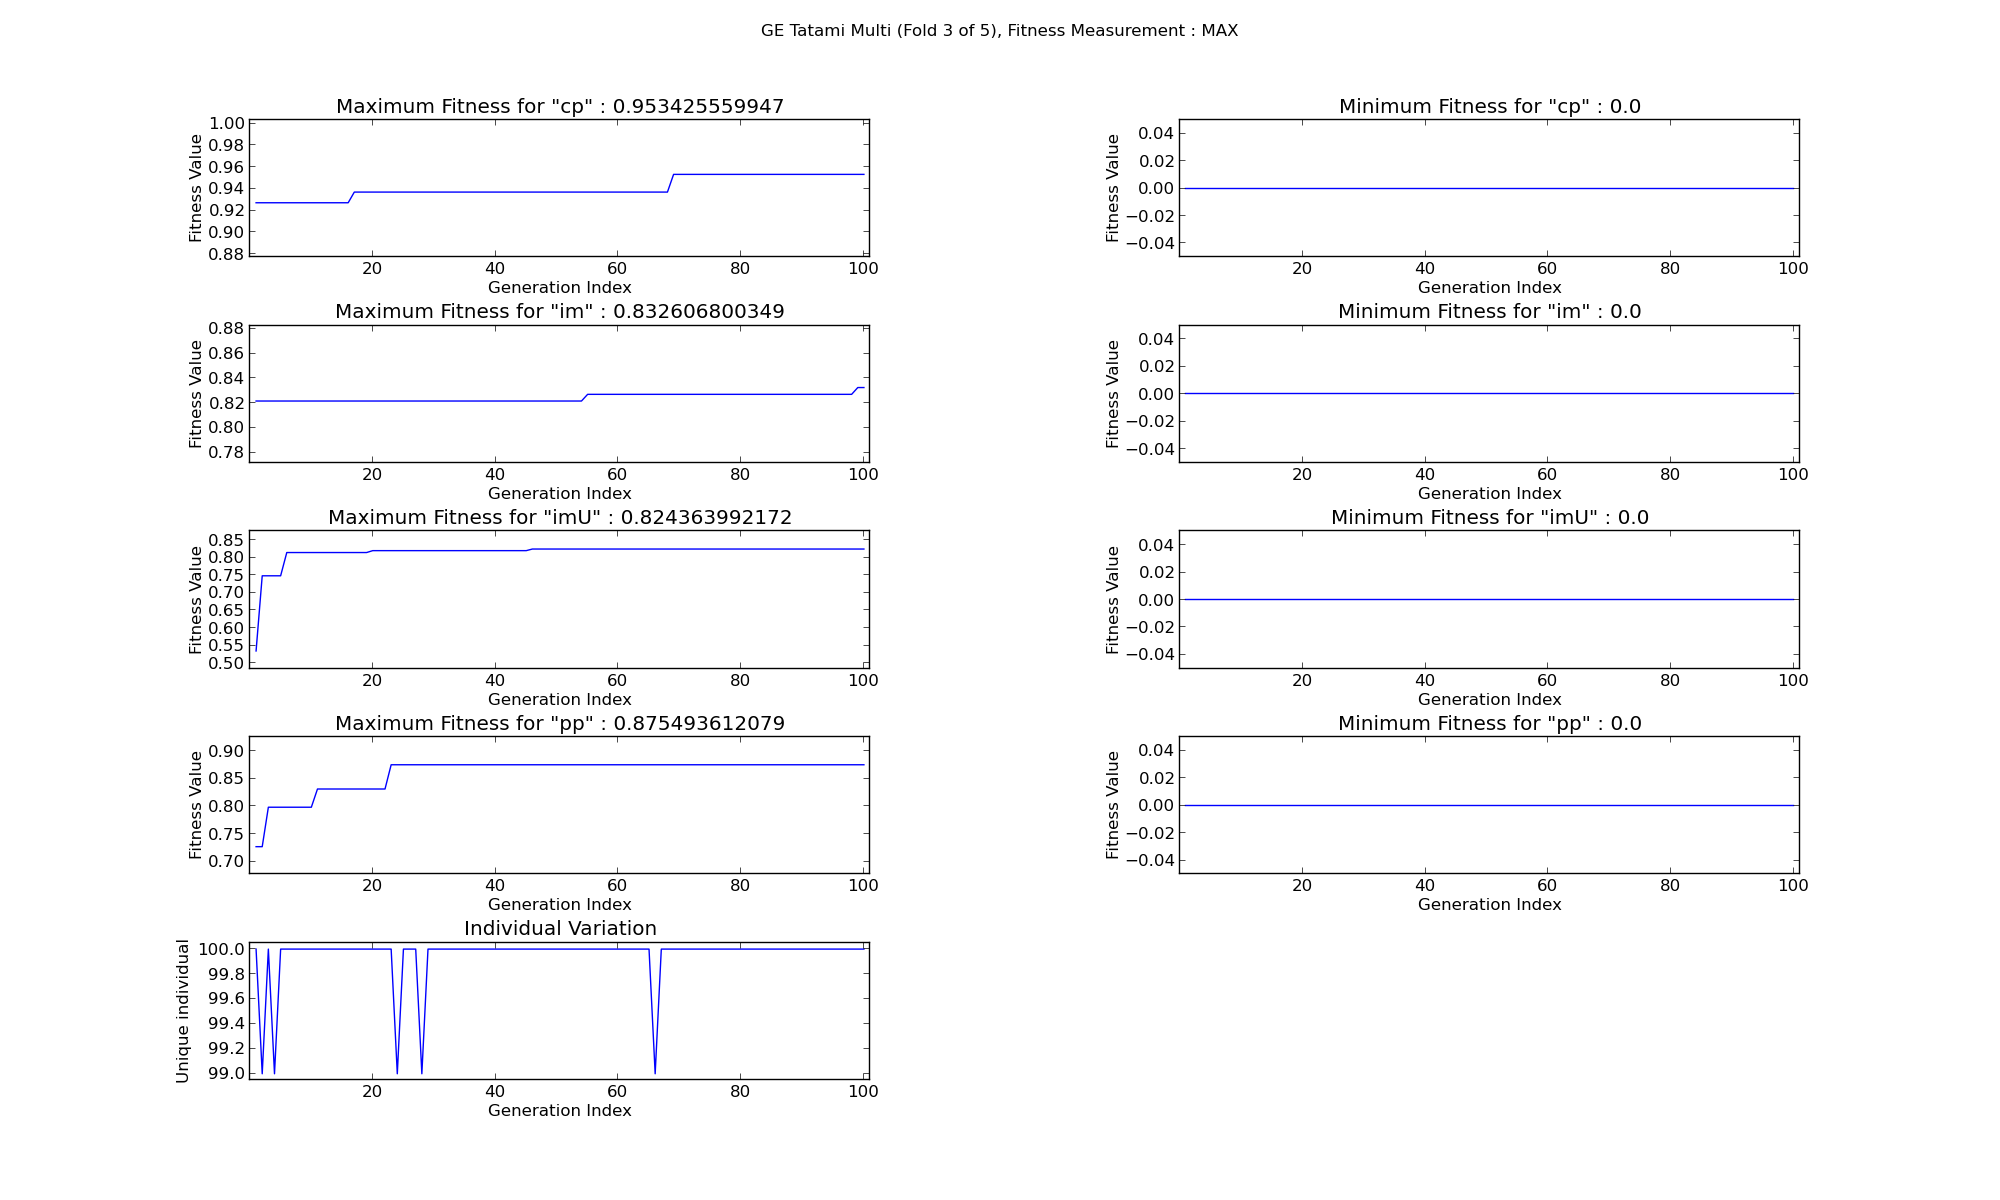 GE Tatami Multi (Fold 3 of 5), Fitness Measurement : MAX
Maximum Fitness for "cp" : 0.953425559947
Fitness Value
1.00
0.98
0.96
0.94
0.92
0.90
0.88
20 40 60 80 100
Generation Index
Minimum Fitness for "cp" : 0.0
Fitness Value
0.04
0.02
0.00
−0.02
−0.04
20 40 60 80 100
Generation Index
Maximum Fitness for "im" : 0.832606800349
Fitness Value
0.88
0.86
0.84
0.82
0.80
0.78
20 40 60 80 100
Generation Index
Minimum Fitness for "im" : 0.0
Fitness Value
0.04
0.02
0.00
−0.02
−0.04
20 40 60 80 100
Generation Index
Maximum Fitness for "imU" : 0.824363992172
Fitness Value
0.85
0.80
0.75
0.70
0.65
0.60
0.55
0.50
20 40 60 80 100
Generation Index
Minimum Fitness for "imU" : 0.0
Fitness Value
0.04
0.02
0.00
−0.02
−0.04
20 40 60 80 100
Generation Index
Maximum Fitness for "pp" : 0.875493612079
Fitness Value
0.90
0.85
0.80
0.75
0.70
20 40 60 80 100
Generation Index
Minimum Fitness for "pp" : 0.0
Fitness Value
0.04
0.02
0.00
−0.02
−0.04
20 40 60 80 100
Generation Index
Individual Variation
Unique individual
100.0
99.8
99.6
99.4
99.2
99.0
20 40 60 80 100
Generation Index